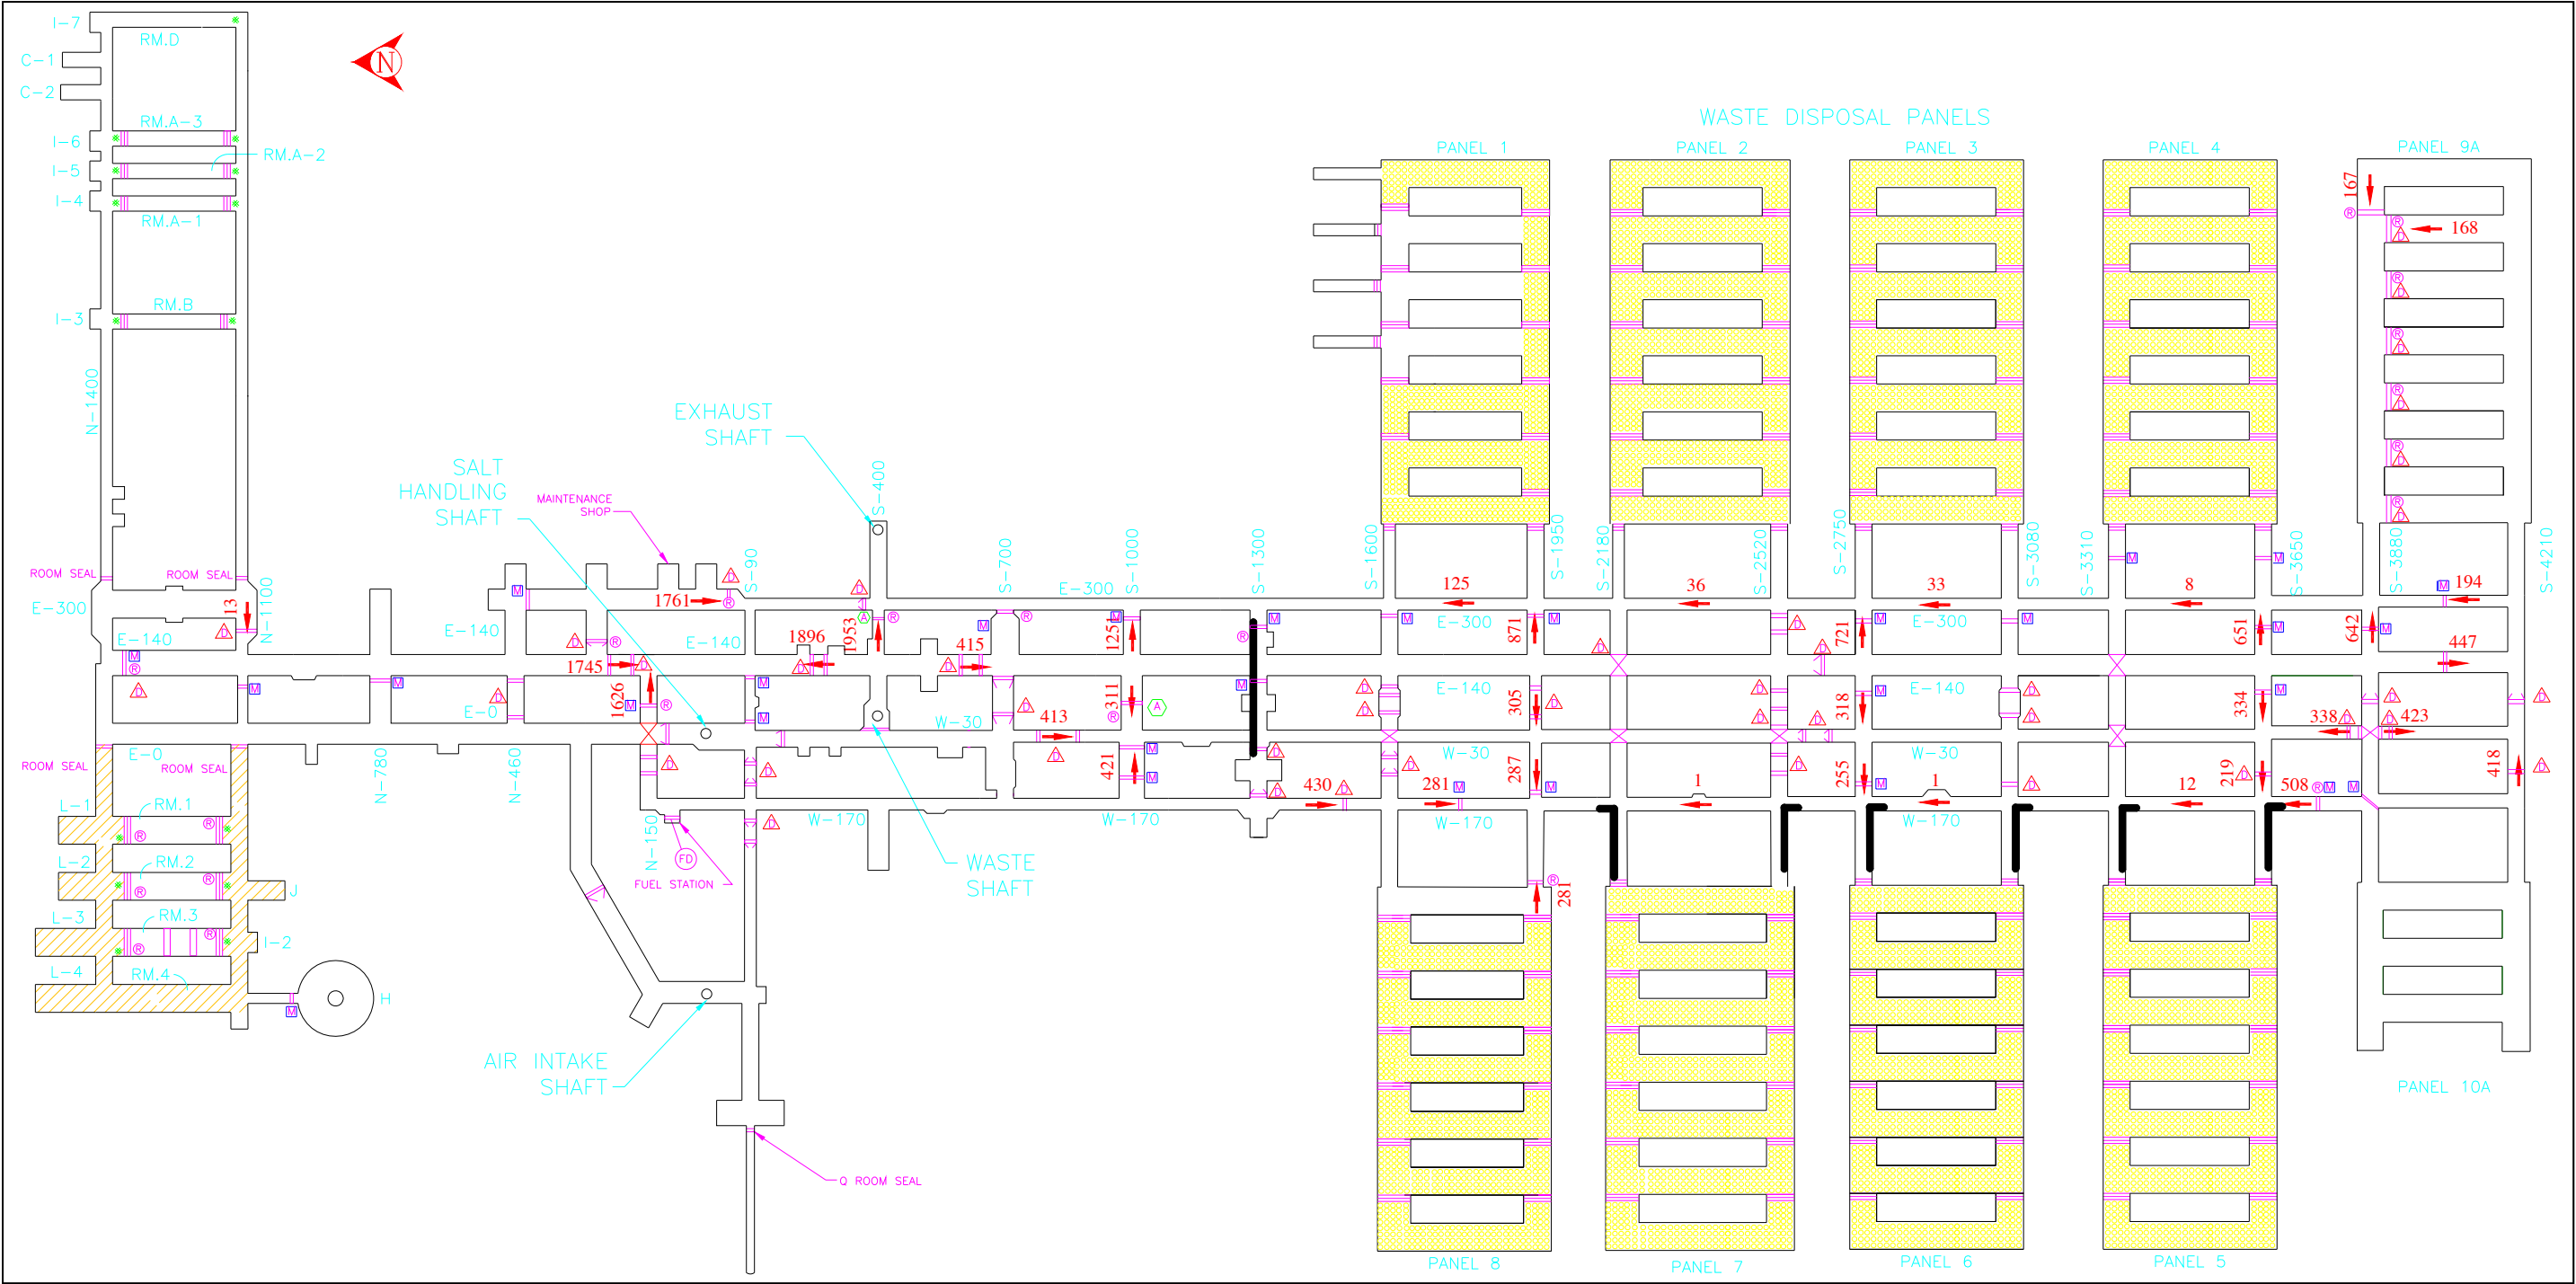 I-7
RM.D
C-1
N
C-2
WASTE DISPOSAL PANELS
RM.A-3
I-6
PANEL 1
PANEL 2
PANEL 3
PANEL 4
PANEL 9A
RM.A-2
I-5
167
I-4
RM.A-1
168
RM.B
I-3
N-1400
EXHAUST
SHAFT
SALT
HANDLING
SHAFT
S-400
MAINTENANCE
SHOP
S-90
S-700
S-1000
S-1300
S-1600
S-1950
S-2180
S-2520
S-2750
S-3080
S-3310
S-3650
S-3880
S-4210
ROOM SEAL
ROOM SEAL
N-1100
E-300
13
1761
E-300
125
36
33
8
194
E-140
E-140
E-140
E-300
E-300
1745
1896
1953
415
1251
871
721
651
642
447
1626
E-0
W-30
413
311
305
318
E-140
334
338
423
ROOM SEAL
E-0
ROOM SEAL
N-780
N-460
421
430
281
W-30
287
1
255
W-30
1
12
219
508
418
L-1
RM.1
N-150
W-170
W-170
W-170
W-170
L-2
RM.2
FD
FUEL STATION
WASTE
SHAFT
J
281
L-3
RM.3
I-2
L-4
RM.4
H
AIR INTAKE
SHAFT
PANEL 10A
Q ROOM SEAL
PANEL 8
PANEL 7
PANEL 6
PANEL 5